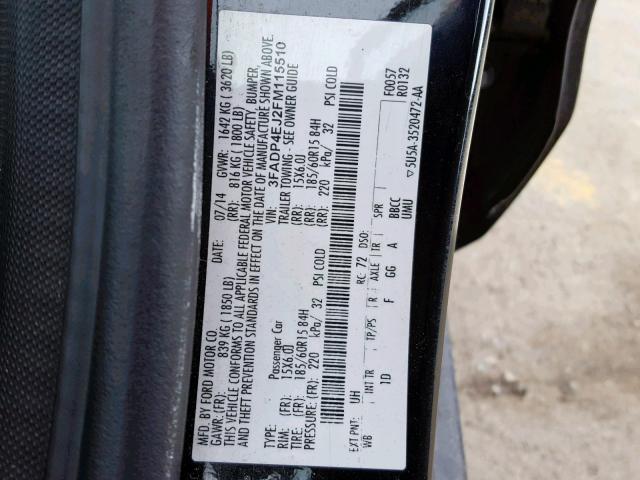 MFD. BY FORD MOTOR CO. DATE: 07/14 GVWR: 1642 KG ( 3620 LB)
GAWR: (FR): 839 KG ( 1850 LB) (RR): 816 KG ( 1800 LB)
THIS VEHICLE CONFORMS TO ALL APPLICABLE FEDERAL MOTOR VEHICLE SAFETY, BUMPER,
AND THEFT PREVENTION STANDARDS IN EFFECT ON THE DATE OF MANUFACTURE SHOWN ABOVE.
VIN: 3FADP4EJ2FM115510
Passenger Car TRAILER TOWING - SEE OWNER GUIDE
RIM: (FR): 15X6.0J (RR): 15X6.0J
TIRE: (FR): 185/60R15 84H (RR): 185/60R15 84H
PRESSURE: (FR): 220 kPa/ 32 PSI COLD (RR): 220 kPa/ 32 PSI COLD
EXT PNT: UH RC: 72 DSO: F0057
WB INT TR TP/PS R AXLE TR SPR R0132
1D F GG A BBCC
UMU ▽5U5A-3520472-AA